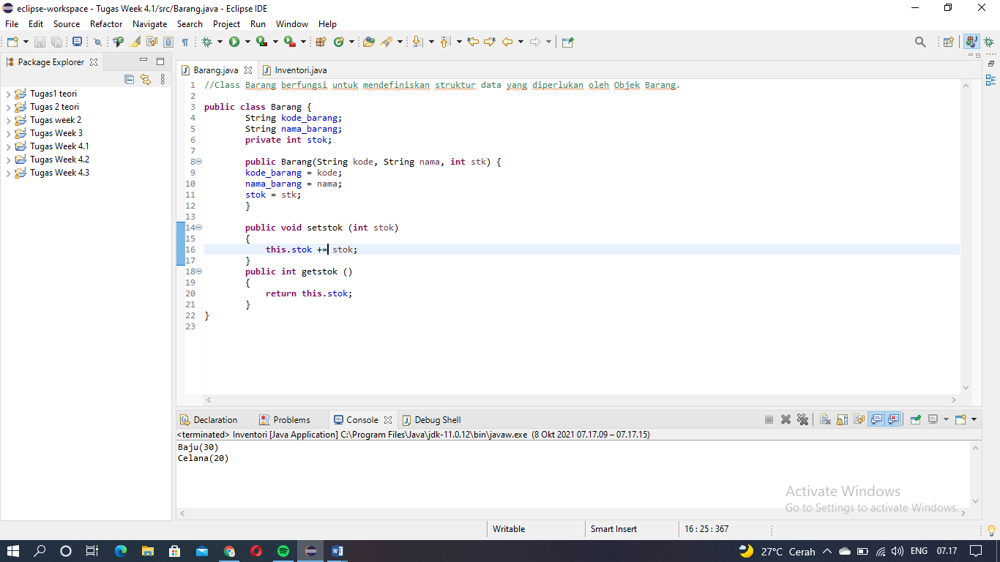 eclipse-workspace - Tugas Week 4.1/src/Barang.java - Eclipse IDE
File Edit Source Refactor Navigate Search Project Run Window Help
Package Explorer
Tugas1 teori
Tugas 2 teori
Tugas week 2
Tugas Week 3
Tugas Week 4.1
Tugas Week 4.2
Tugas Week 4.3
Barang.java Inventori.java
1 //Class Barang berfungsi untuk mendefiniskan struktur data yang diperlukan oleh Objek Barang.
2
3 public class Barang {
4 String kode_barang;
5 String nama_barang;
6 private int stok;
7
8 public Barang(String kode, String nama, int stk) {
9 kode_barang = kode;
10 nama_barang = nama;
11 stok = stk;
12 }
13
14 public void setstok (int stok)
15 {
16 this.stok += stok;
17 }
18 public int getstok ()
19 {
20 return this.stok;
21 }
22 }
23
Declaration Problems Console Debug Shell
<terminated> Inventori [Java Application] C:\Program Files\Java\jdk-11.0.12\bin\javaw.exe (8 Okt 2021 07.17.09 – 07.17.15)
Baju(30)
Celana(20)
Activate Windows
Go to Settings to activate Windows.
Writable Smart Insert 16 : 25 : 367
27°C Cerah ENG 07.17